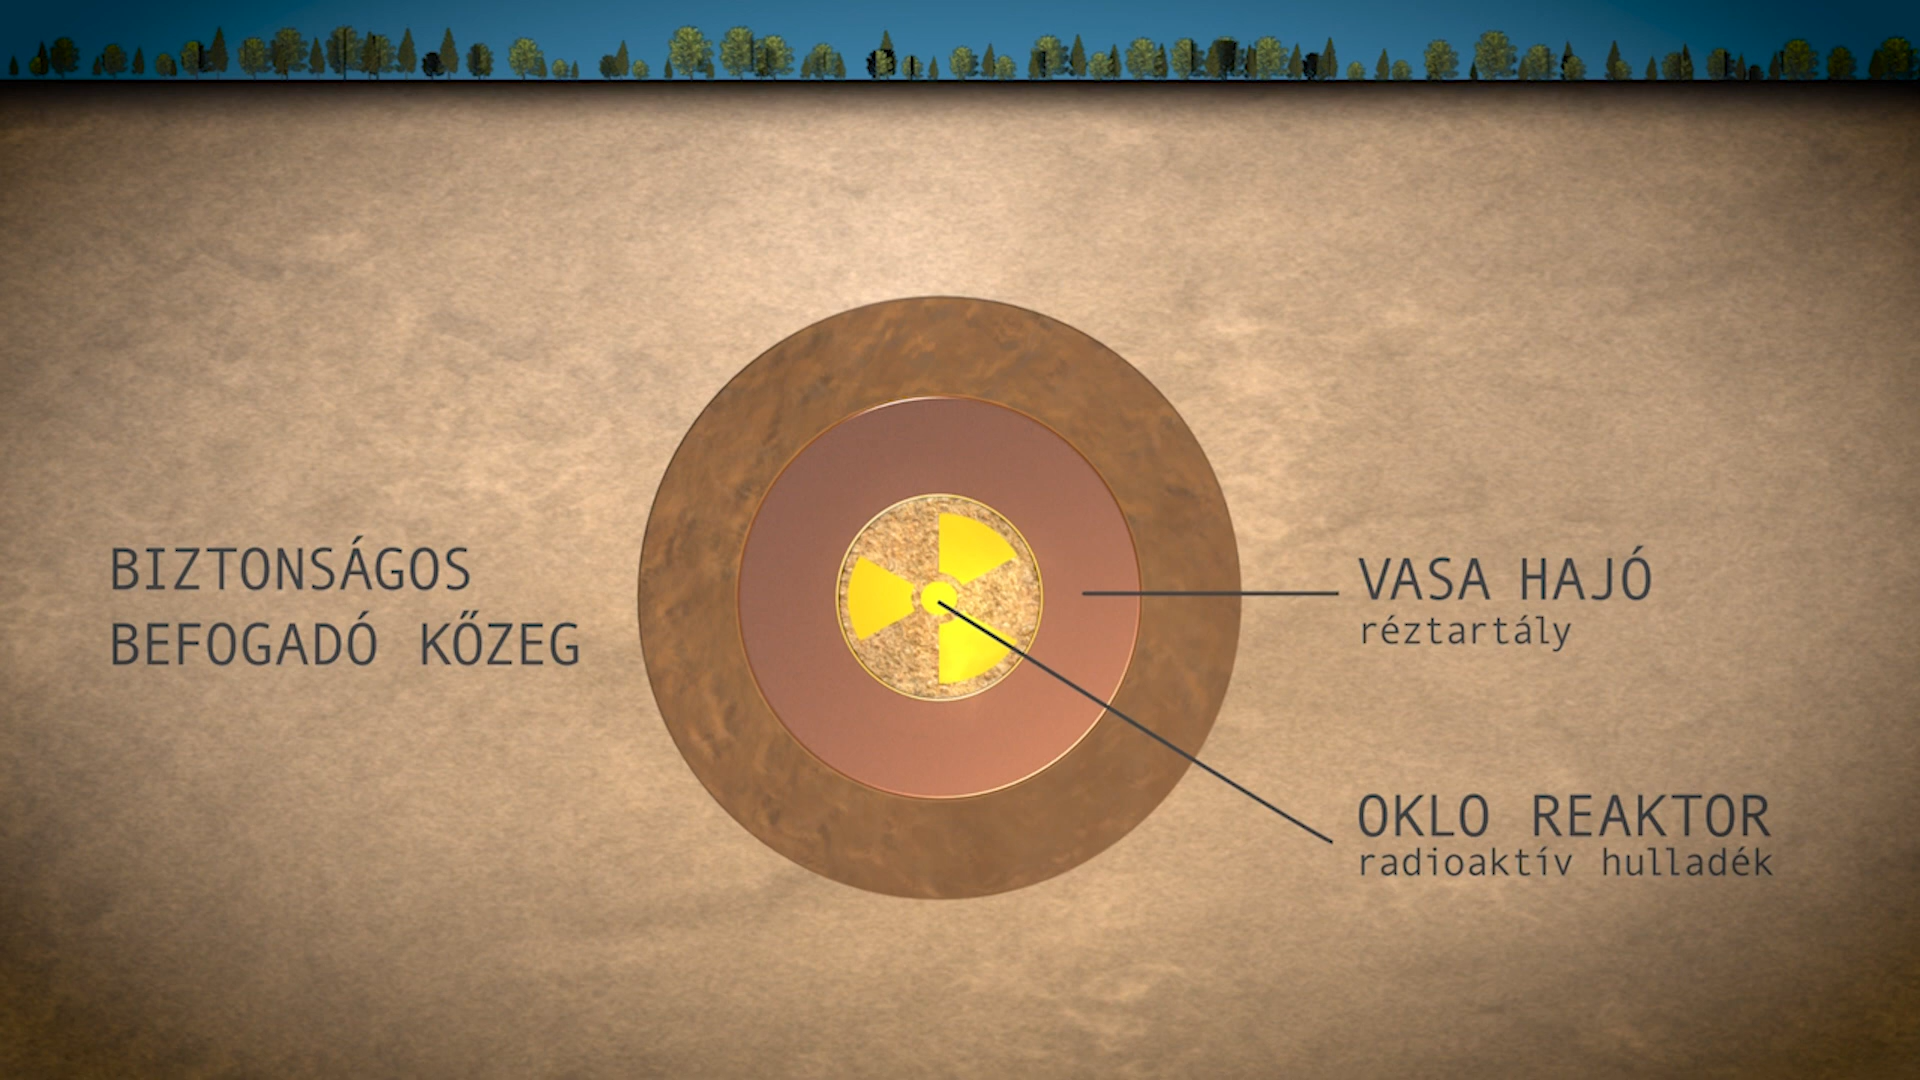 BIZTONSÁGOS
BEFOGADÓ KŐZEG
VASA HAJÓ
réztartály
OKLO REAKTOR
radioaktív hulladék